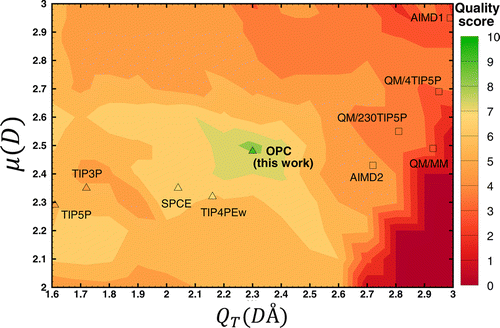 Quality
score
3
2.9
2.8
2.7
2.6
2.5
2.4
2.3
2.2
2.1
2
μ(D)
AIMD1
QM/4TIP5P
QM/230TIP5P
QM/MM
AIMD2
OPC
(this work)
TIP3P
TIP5P
SPCE
TIP4PEw
1.6 1.7 1.8 1.9 2 2.1 2.2 2.3 2.4 2.5 2.6 2.7 2.8 2.9 3
Q_T(DÅ)
10
9
8
7
6
5
4
3
2
1
0